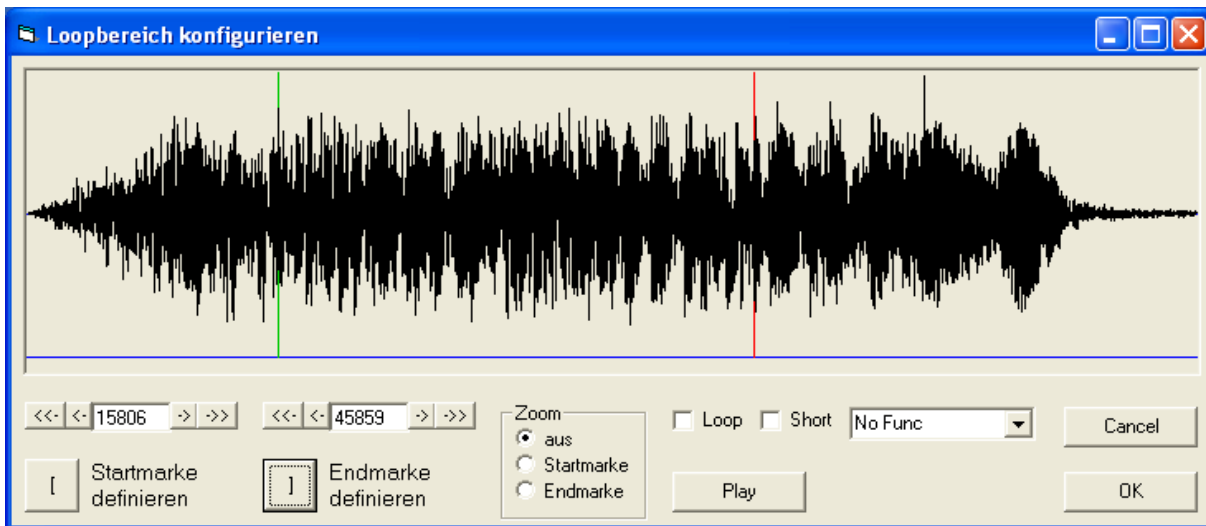 Loopbereich konfigurieren
<<- <- 15806 -> ->>
<<- <- 45859 -> ->>
[ Startmarke
definieren
] Endmarke
definieren
Zoom
aus
Startmarke
Endmarke
Loop Short No Func
Play
Cancel
OK